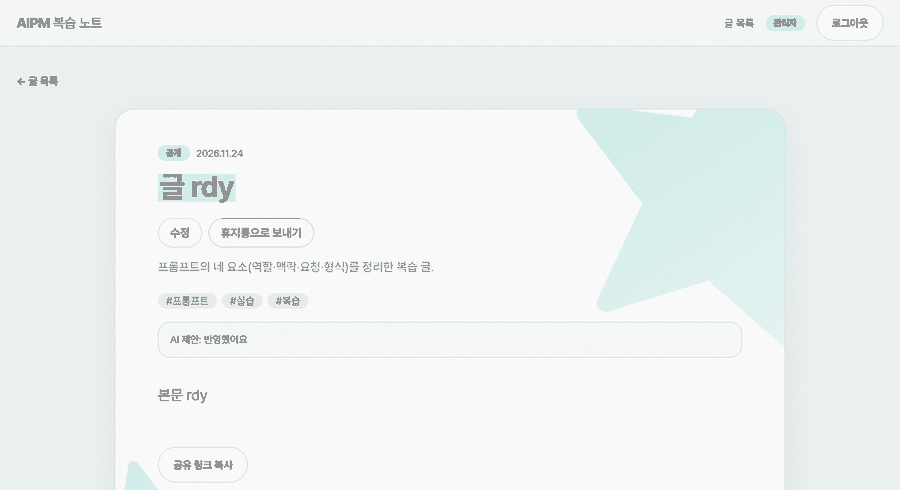 AIPM 복습 노트
글 목록 관리자 로그아웃
← 글 목록
공개 2026.11.24
글 rdy
수정 휴지통으로 보내기
프롬프트의 네 요소(역할·맥락·요청·형식)를 정리한 복습 글.
#프롬프트 #실습 #복습
AI 제안: 반영했어요
본문 rdy
공유 링크 복사